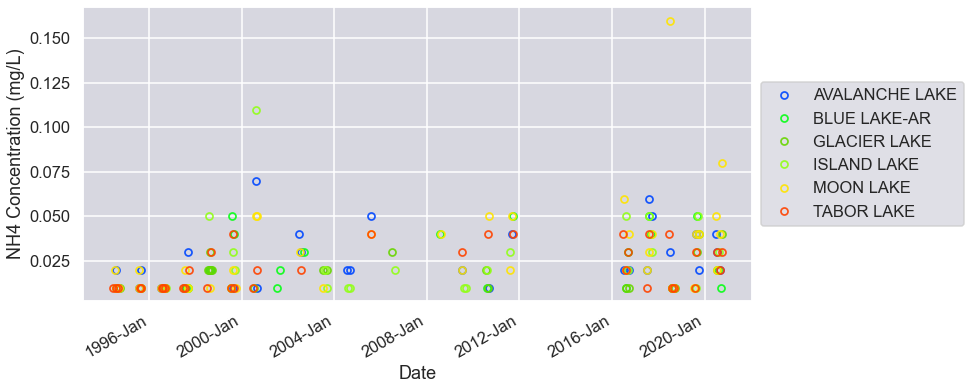 NH4 Concentration (mg/L)
0.150
0.125
0.100
0.075
0.050
0.025
1996-Jan
2000-Jan
2004-Jan
2008-Jan
2012-Jan
2016-Jan
2020-Jan
Date
AVALANCHE LAKE
BLUE LAKE-AR
GLACIER LAKE
ISLAND LAKE
MOON LAKE
TABOR LAKE